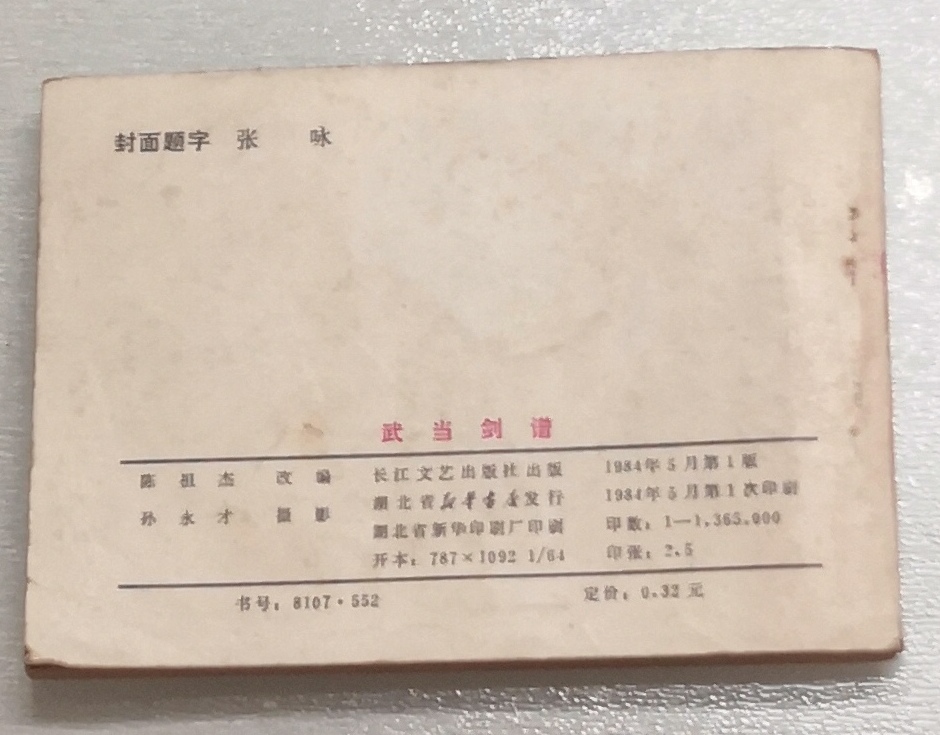 封面题字 张 咏
武当剑谱
陈祖杰 改编
孙永才 摄影
长江文艺出版社出版
湖北省新华书店发行
湖北省新华印刷厂印刷
开本：787×1092 1/64
1984年5月第1版
1984年5月第1次印刷
印数：1—1,365,000
印张：2.5
书号：8107·552
定价：0.32元